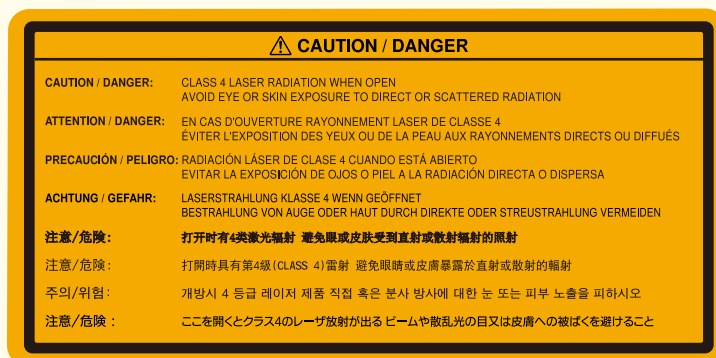 ⚠ CAUTION / DANGER
CAUTION / DANGER: CLASS 4 LASER RADIATION WHEN OPEN
AVOID EYE OR SKIN EXPOSURE TO DIRECT OR SCATTERED RADIATION
ATTENTION / DANGER: EN CAS D'OUVERTURE RAYONNEMENT LASER DE CLASSE 4
ÉVITER L'EXPOSITION DES YEUX OU DE LA PEAU AUX RAYONNEMENTS DIRECTS OU DIFFUÉS
PRECAUCIÓN / PELIGRO: RADIACIÓN LÁSER DE CLASE 4 CUANDO ESTÁ ABIERTO
EVITAR LA EXPOSICIÓN DE OJOS O PIEL A LA RADIACIÓN DIRECTA O DISPERSA
ACHTUNG / GEFAHR: LASERSTRAHLUNG KLASSE 4 WENN GEÖFFNET
BESTRAHLUNG VON AUGE ODER HAUT DURCH DIREKTE ODER STREUSTRAHLUNG VERMEIDEN
注意/危険: 打开时有4类激光辐射 避免眼或皮肤受到直射或散射辐射的照射
注意/危険: 打開時具有第4級(CLASS 4)雷射 避免眼睛或皮膚暴露於直射或散射的輻射
주의/위험: 개방시 4 등급 레이저 제품 직접 혹은 분사 방사에 대한 눈 또는 피부 노출을 피하시오
注意/危険 : ここを開くとクラス4のレーザ放射が出る ビームや散乱光の目又は皮膚への被ばくを避けること